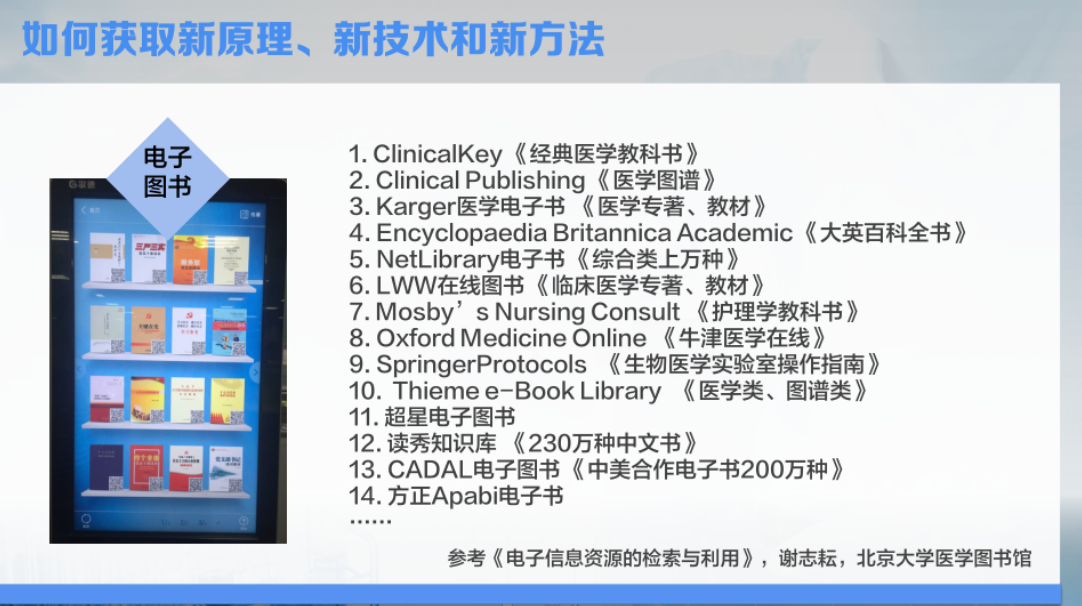 如何获取新原理、新技术和新方法
电子
图书
1. ClinicalKey《经典医学教科书》
2. Clinical Publishing《医学图谱》
3. Karger医学电子书 《医学专著、教材》
4. Encyclopaedia Britannica Academic《大英百科全书》
5. NetLibrary电子书《综合类上万种》
6. LWW在线图书《临床医学专著、教材》
7. Mosby’s Nursing Consult 《护理学教科书》
8. Oxford Medicine Online 《牛津医学在线》
9. SpringerProtocols 《生物医学实验室操作指南》
10. Thieme e-Book Library 《医学类、图谱类》
11. 超星电子图书
12. 读秀知识库 《230万种中文书》
13. CADAL电子图书《中美合作电子书200万种》
14. 方正Apabi电子书
……
参考《电子信息资源的检索与利用》，谢志耘，北京大学医学图书馆